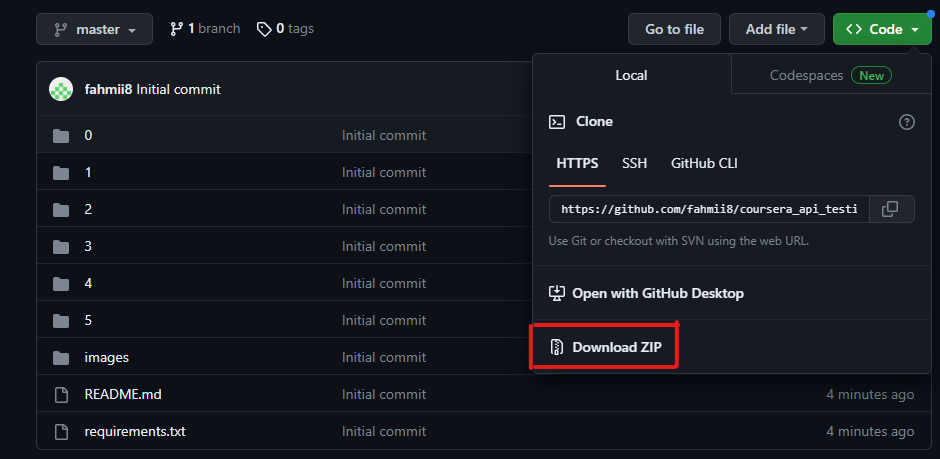 master 1 branch 0 tags Go to file Add file Code
Local Codespaces New
fahmii8 Initial commit
Clone
0 Initial commit
HTTPS SSH GitHub CLI
1 Initial commit
2 Initial commit
https://github.com/fahmii8/coursera_api_testi
3 Initial commit
Use Git or checkout with SVN using the web URL.
4 Initial commit
Open with GitHub Desktop
5 Initial commit
images Initial commit
Download ZIP
README.md Initial commit 4 minutes ago
requirements.txt Initial commit 4 minutes ago